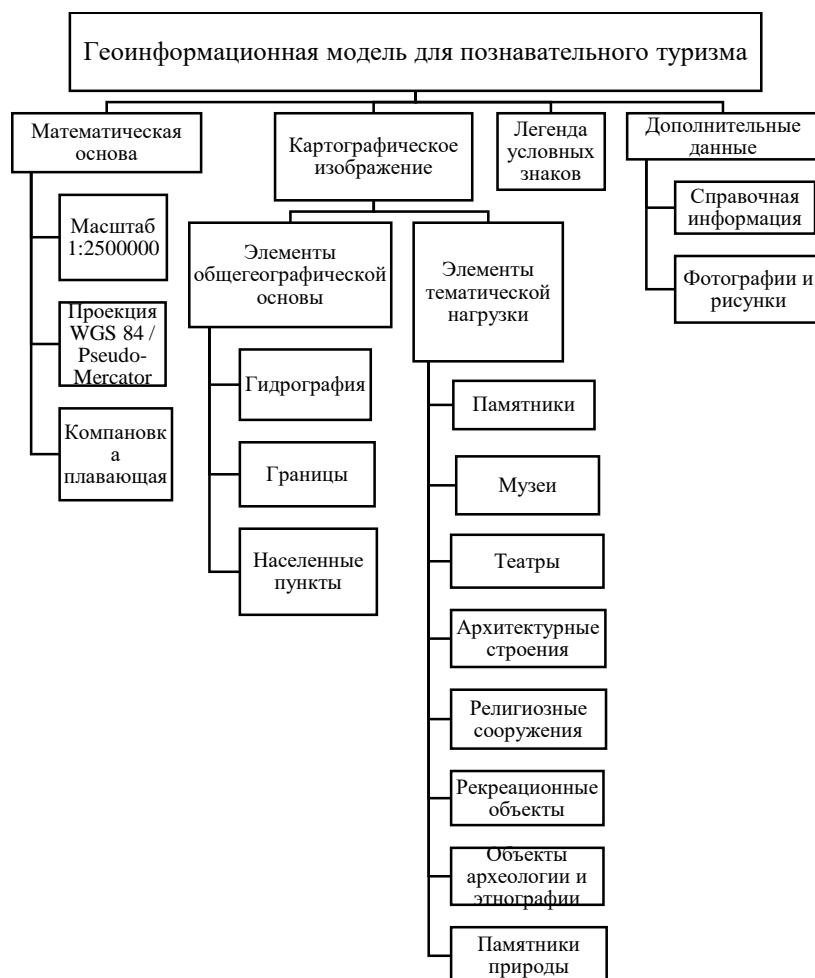 Геоинформационная модель для познавательного туризма
Математическая
основа
Картографическое
изображение
Легенда
условных
знаков
Дополнительные
данные
Масштаб
1:2500000
Проекция
WGS 84 /
Pseudo-
Mercator
Компановк
а
плавающая
Элементы
общегеографической
основы
Гидрография
Границы
Населенные
пункты
Элементы
тематической
нагрузки
Памятники
Музеи
Театры
Архитектурные
строения
Религиозные
сооружения
Рекреационные
объекты
Объекты
археологии и
этнографии
Памятники
природы
Справочная
информация
Фотографии и
рисунки